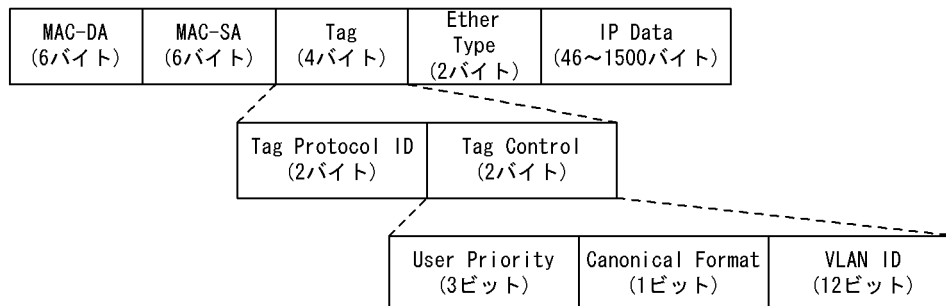 MAC-DA
(6バイト)
MAC-SA
(6バイト)
Tag
(4バイト)
Ether
Type
(2バイト)
IP Data
(46～1500バイト)
Tag Protocol ID
(2バイト)
Tag Control
(2バイト)
User Priority
(3ビット)
Canonical Format
(1ビット)
VLAN ID
(12ビット)